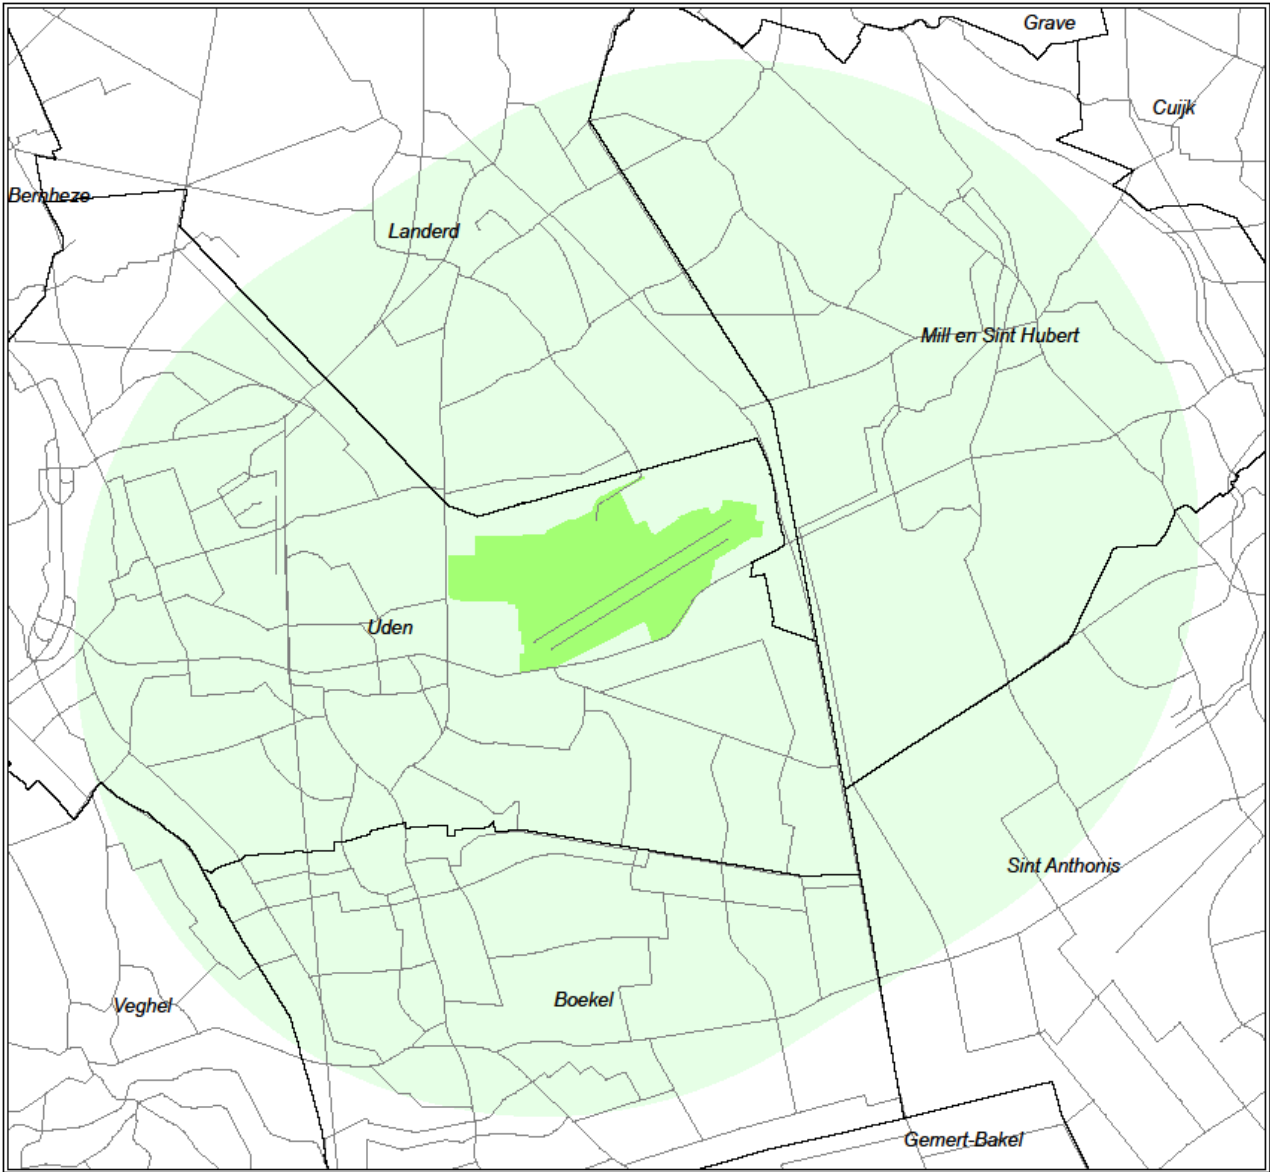 Grave
Cuijk
Bernheze
Landerd
Mill en Sint Hubert
Uden
Sint Anthonis
Veghel
Boekel
Gemert-Bakel